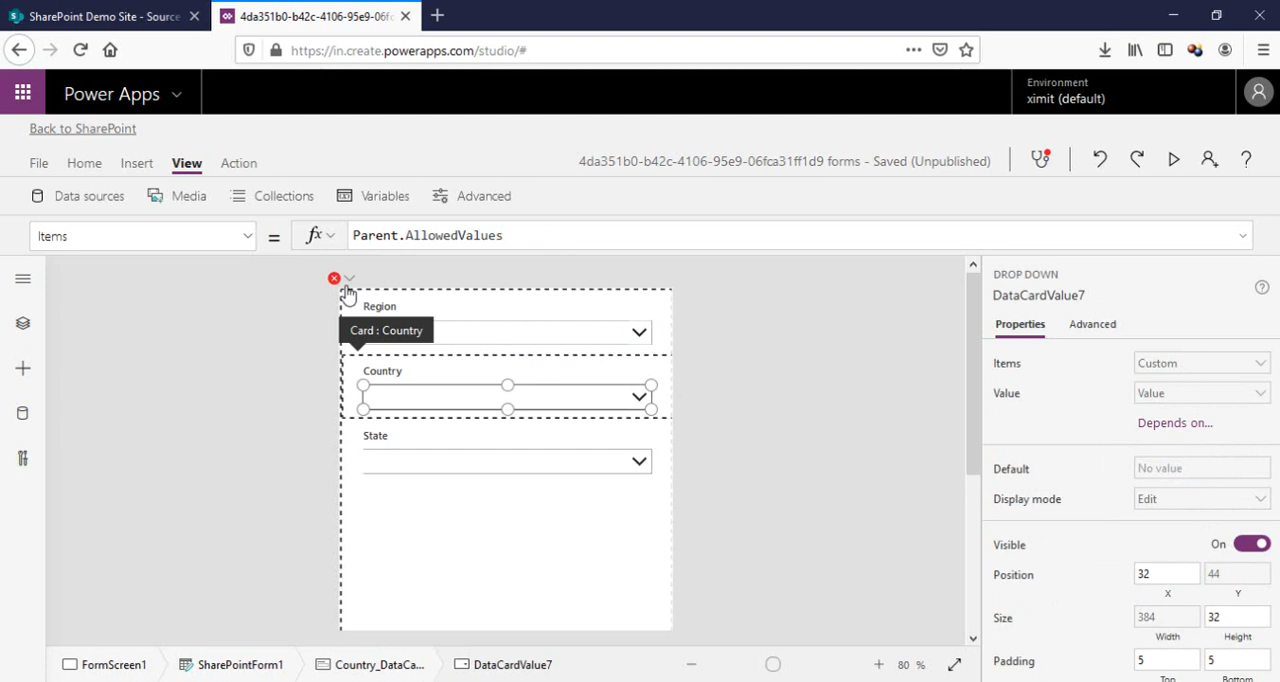 SharePoint Demo Site - Source
4da351b0-b42c-4106-95e9-06fc
https://in.create.powerapps.com/studio/#
Power Apps
Environment
ximit (default)
Back to SharePoint
File Home Insert View Action
4da351b0-b42c-4106-95e9-06fca31ff1d9 forms - Saved (Unpublished)
Data sources Media Collections Variables Advanced
Items = fx Parent.AllowedValues
Region
Card : Country
Country
State
DROP DOWN
DataCardValue7
Properties Advanced
Items Custom
Value Value
Depends on...
Default No value
Display mode Edit
Visible On
Position 32 44
X Y
Size 384 32
Width Height
Padding 5 5
Top Bottom
FormScreen1 SharePointForm1 Country_DataCa... DataCardValue7 80 %